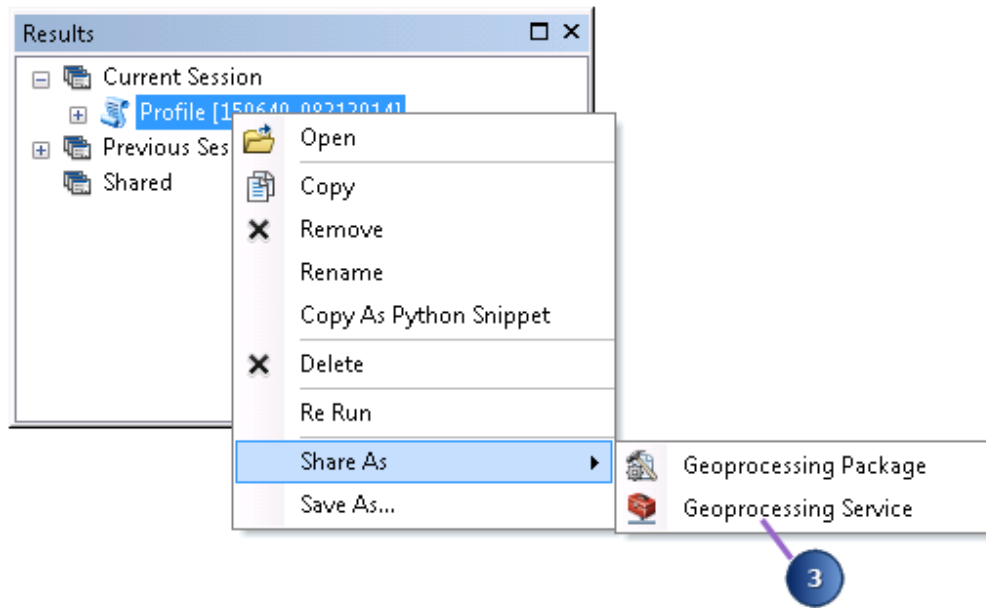 Results
Current Session
Profile [150640_08212014]
Previous Ses
Shared
Open
Copy
Remove
Rename
Copy As Python Snippet
Delete
Re Run
Share As
Save As...
Geoprocessing Package
Geoprocessing Service
3